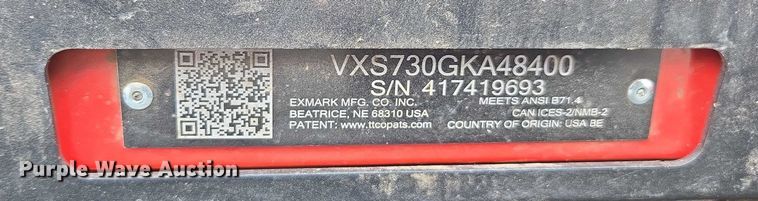 VXS730GKA48400
S/N 417419693
EXMARK MFG. CO. INC. MEETS ANSI B71.4
BEATRICE, NE 68310 USA CAN ICES-2/NMB-2
PATENT: www.ttcopats.com COUNTRY OF ORIGIN: USA BE
Purple Wave Auction